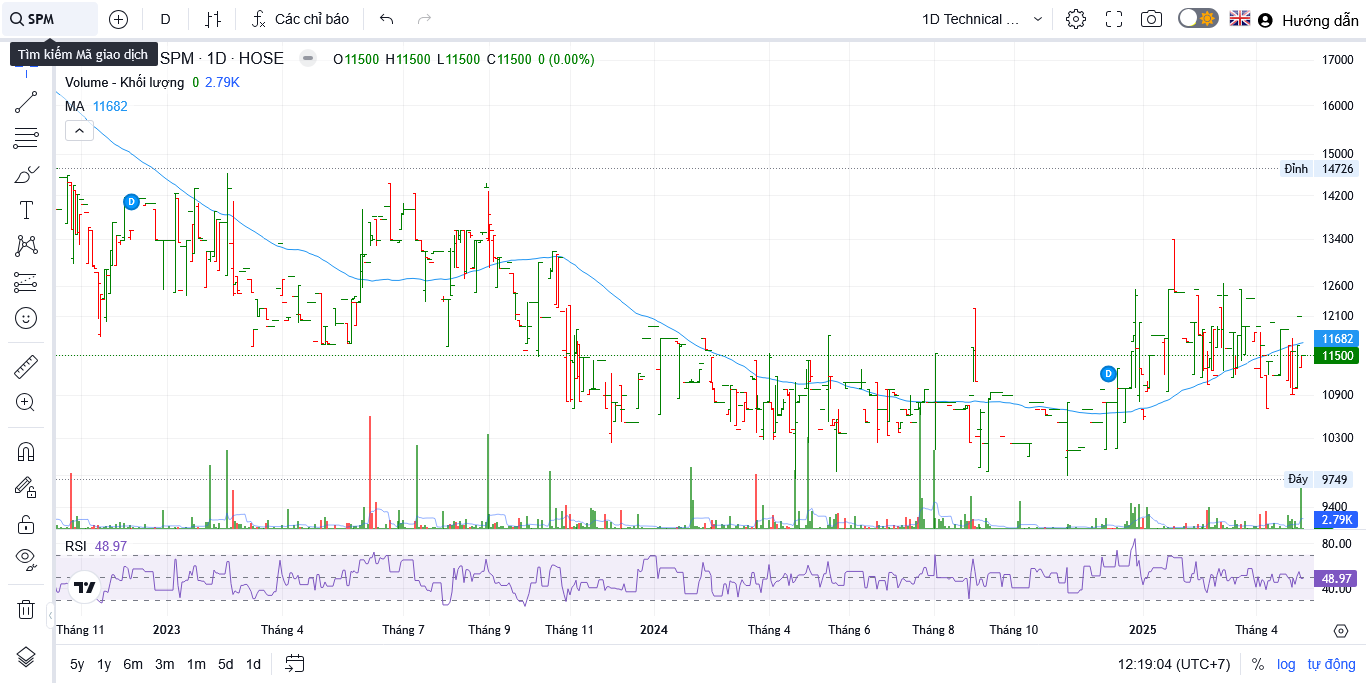 SPM D Các chỉ báo 1D Technical ... Hướng dẫn
Tìm kiếm Mã giao dịch
SPM · 1D · HOSE O11500 H11500 L11500 C11500 0 (0.00%)
Volume - Khối lượng 0 2.79K
MA 11682
17000
16000
15000
Đỉnh 14726
14200
13400
12600
12100
11682
11500
10900
10300
Đáy 9749
9400
2.79K
D
D
RSI 48.97
80.00
48.97
40.00
Tháng 11 2023 Tháng 4 Tháng 7 Tháng 9 Tháng 11 2024 Tháng 4 Tháng 6 Tháng 8 Tháng 10 2025 Tháng 4
5y 1y 6m 3m 1m 5d 1d 12:19:04 (UTC+7) % log tự động